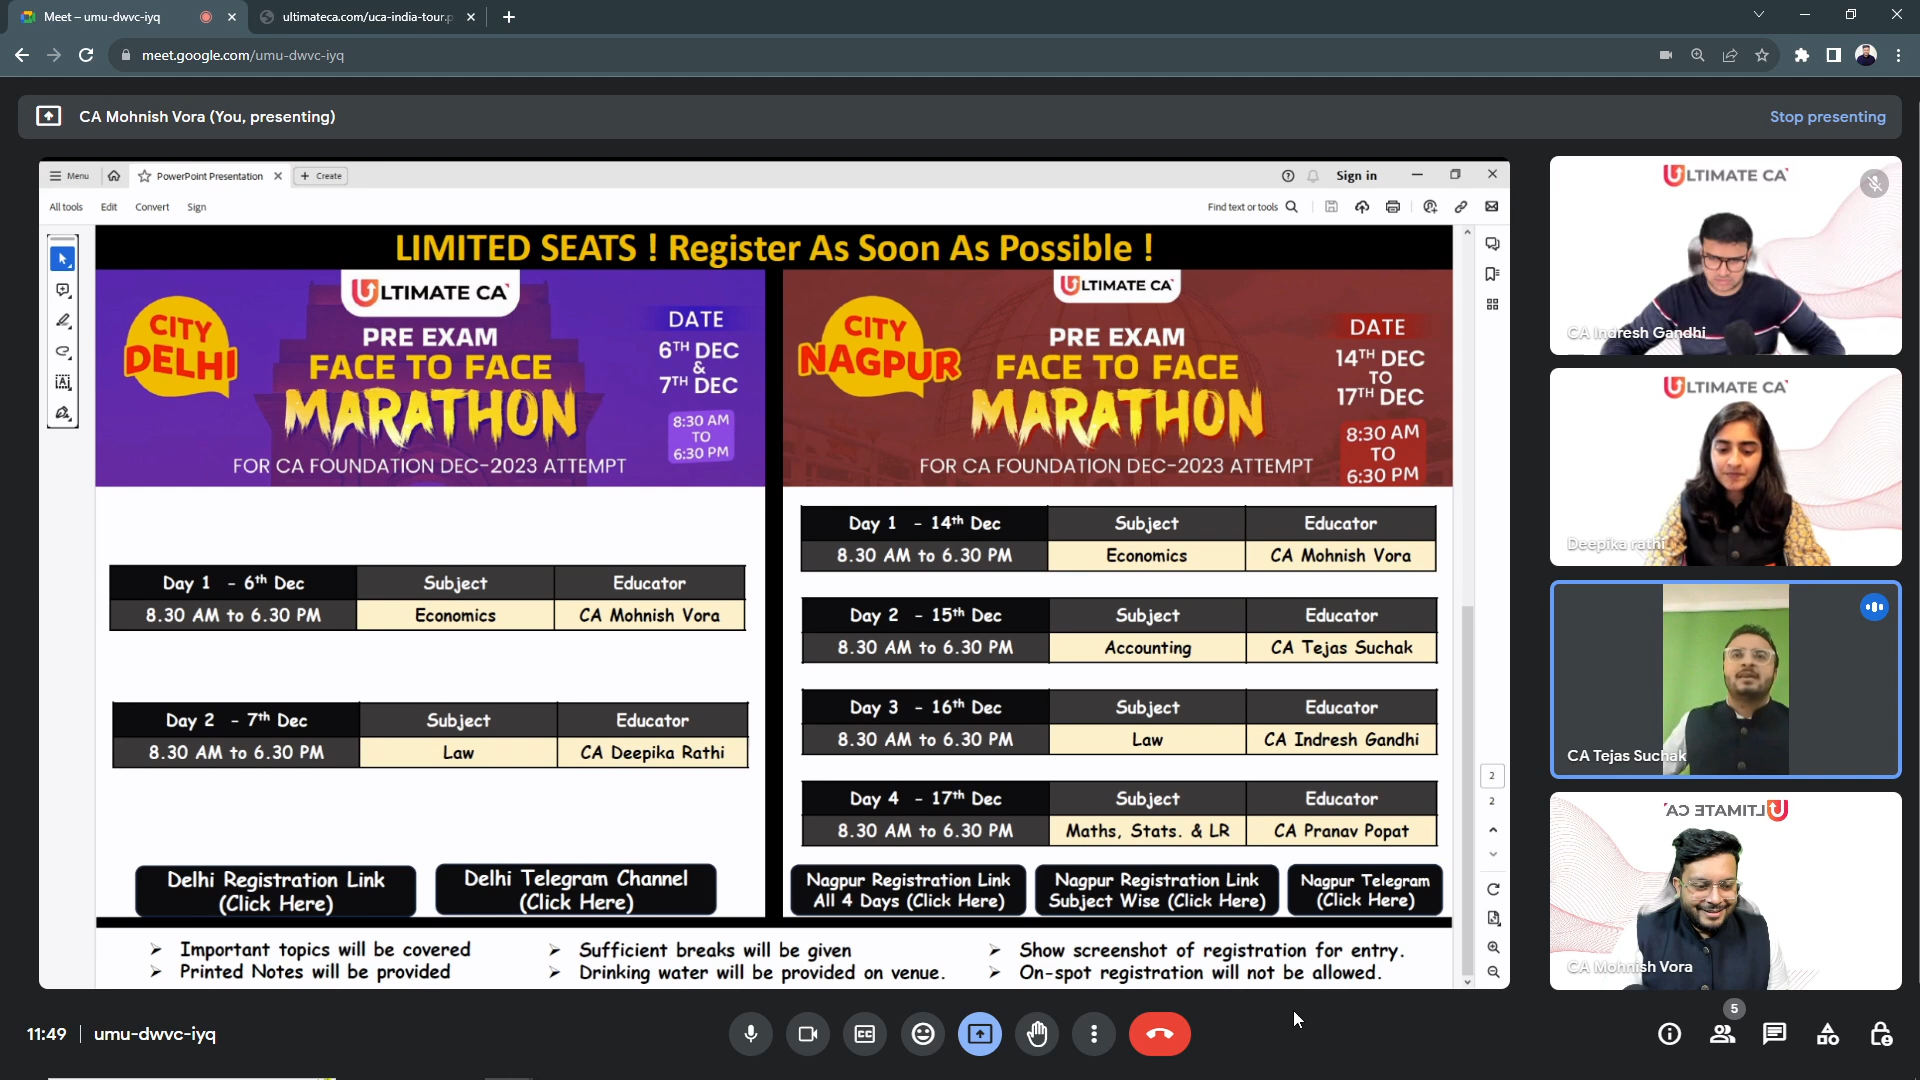 Meet – umu-dwvc-iyq
ultimateca.com/uca-india-tour.p
meet.google.com/umu-dwvc-iyq
CA Mohnish Vora (You, presenting)
Stop presenting
Menu
PowerPoint Presentation
+ Create
Sign in
All tools
Edit
Convert
Sign
Find text or tools
LIMITED SEATS ! Register As Soon As Possible !
CITY
DELHI
ULTIMATE CA
PRE EXAM
FACE TO FACE
MARATHON
FOR CA FOUNDATION DEC-2023 ATTEMPT
DATE
6TH DEC
&
7TH DEC
8:30 AM
TO
6:30 PM
Day 1 - 6th Dec Subject Educator
8.30 AM to 6.30 PM Economics CA Mohnish Vora
Day 2 - 7th Dec Subject Educator
8.30 AM to 6.30 PM Law CA Deepika Rathi
Delhi Registration Link
(Click Here)
Delhi Telegram Channel
(Click Here)
CITY
NAGPUR
ULTIMATE CA
PRE EXAM
FACE TO FACE
MARATHON
FOR CA FOUNDATION DEC-2023 ATTEMPT
DATE
14TH DEC
TO
17TH DEC
8:30 AM
TO
6:30 PM
Day 1 - 14th Dec Subject Educator
8.30 AM to 6.30 PM Economics CA Mohnish Vora
Day 2 - 15th Dec Subject Educator
8.30 AM to 6.30 PM Accounting CA Tejas Suchak
Day 3 - 16th Dec Subject Educator
8.30 AM to 6.30 PM Law CA Indresh Gandhi
Day 4 - 17th Dec Subject Educator
8.30 AM to 6.30 PM Maths, Stats. & LR CA Pranav Popat
Nagpur Registration Link
All 4 Days (Click Here)
Nagpur Registration Link
Subject Wise (Click Here)
Nagpur Telegram
(Click Here)
➢ Important topics will be covered
➢ Printed Notes will be provided
➢ Sufficient breaks will be given
➢ Drinking water will be provided on venue.
➢ Show screenshot of registration for entry.
➢ On-spot registration will not be allowed.
2
2
ULTIMATE CA
CA Indresh Gandhi
ULTIMATE CA
Deepika rathi
CA Tejas Suchak
ULTIMATE CA
CA Mohnish Vora
11:49 | umu-dwvc-iyq
CC
5